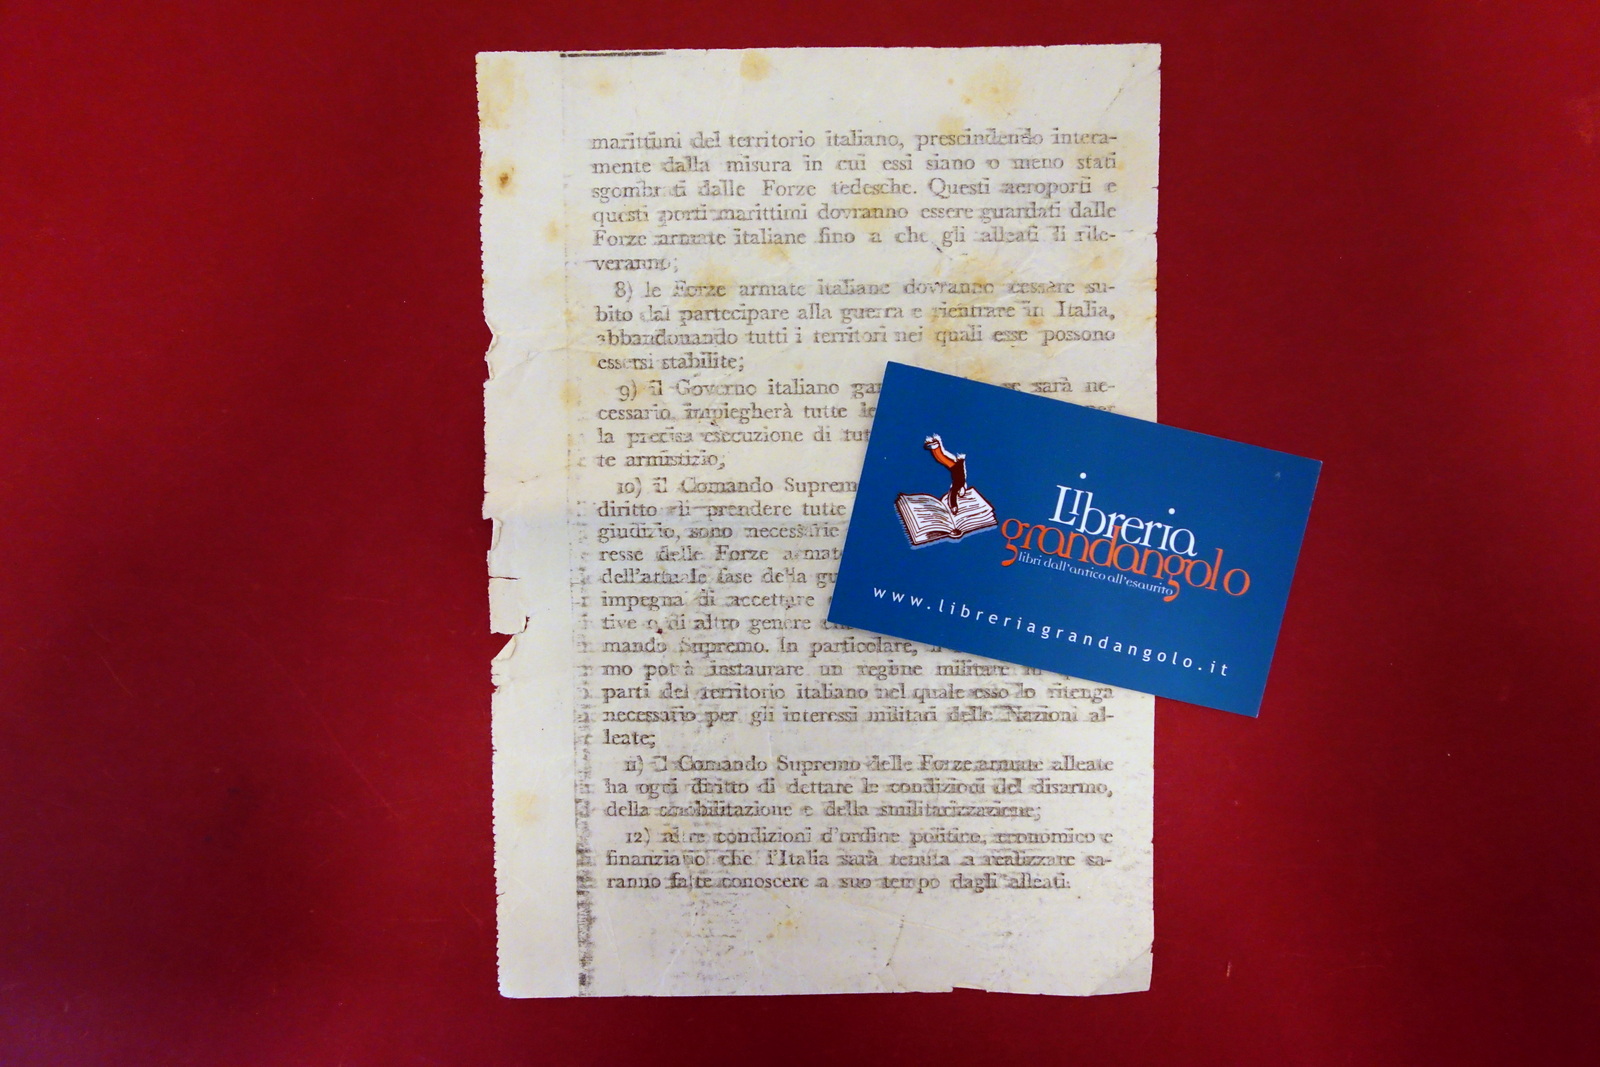 marittimi del territorio italiano, prescindendo intera-
mente dalla misura in cui essi siano o meno stati
sgombrati dalle Forze tedesche. Questi aeroporti e
questi porti marittimi dovranno essere guardati dalle
Forze armate italiane fino a che gli alleati li rile-
veranno;
8) le Forze armate italiane dovranno cessare su-
bito dal partecipare alla guerra e rientrare in Italia,
abbandonando tutti i territori nei quali esse possono
essersi stabilite;
9) il Governo italiano sarà ne-
cessario, impiegherà tutte le per
la precisa esecuzione di
te armistizio;
10) il Comando
diritto di prendere tutte
giudizio, sono necessarie
resse delle Forze
dell'attuale fase della
impegna di accettare
tive o di altro genere
mando Supremo. In particolare,
mo potrà instaurare un regime militare in
parti del territorio italiano nel quale esso lo ritenga
necessario per gli interessi militari delle Nazioni al-
leate;
11) il Comando Supremo delle Forze armate alleate
ha ogni diritto di dettare le condizioni del disarmo,
della smobilitazione e della smilitarizzazione;
12) altre condizioni d'ordine politico, economico e
finanziario che l'Italia sarà tenuta a realizzare sa-
ranno fatte conoscere a suo tempo dagli alleati.
Libreria
grandangolo
libri dall'antico all'esaurito
www.libreriagrandangolo.it